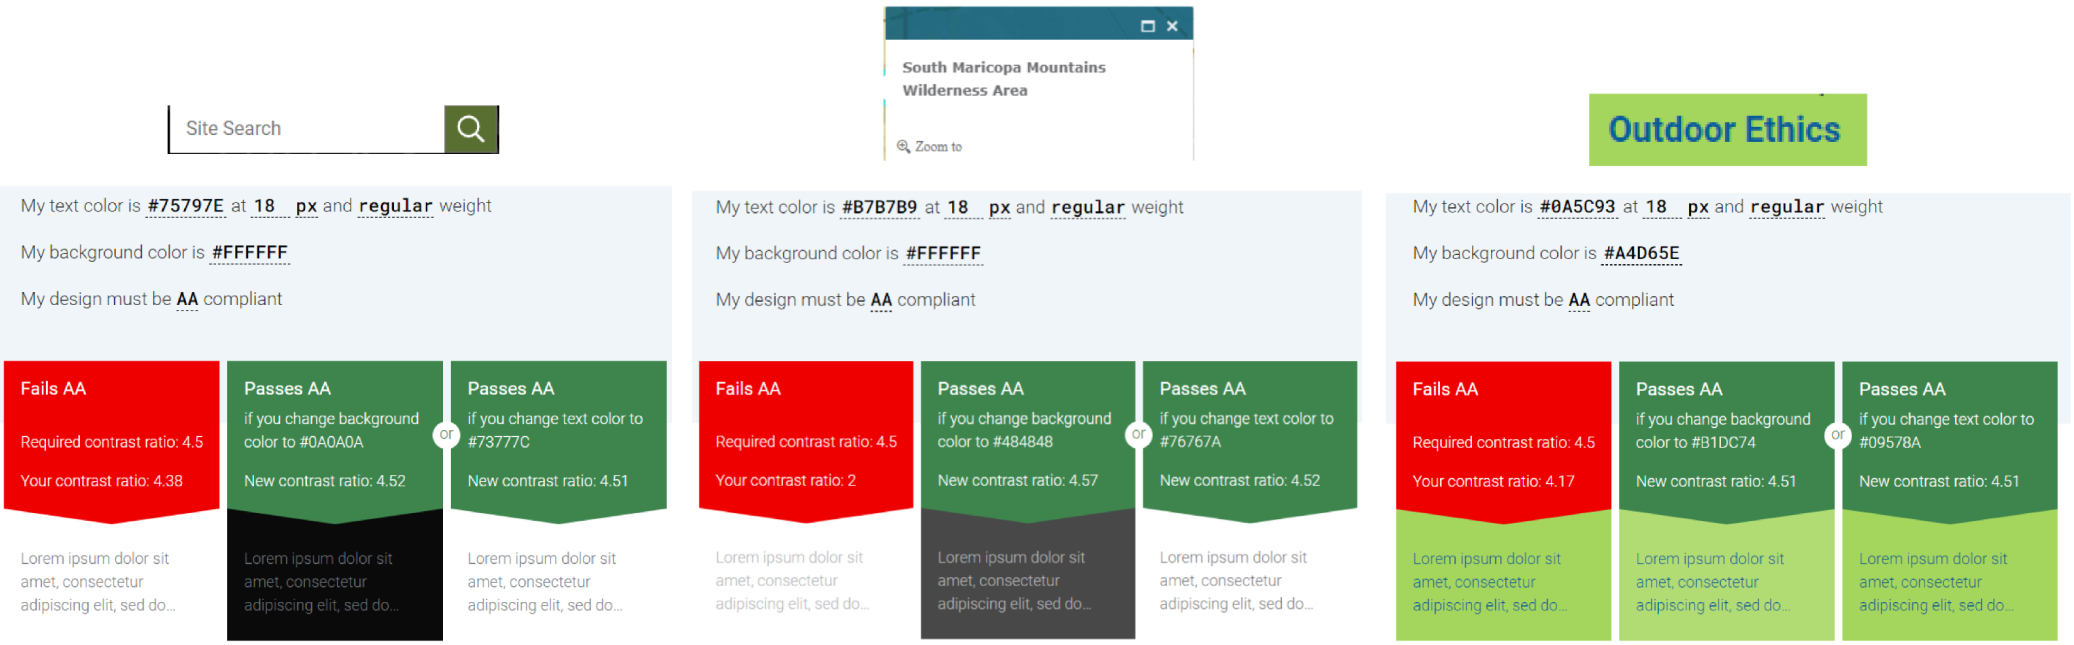 Site Search
My text color is #75797E at 18 px and regular weight
My background color is #FFFFFF
My design must be AA compliant
Fails AA
Required contrast ratio: 4.5
Your contrast ratio: 4.38
Lorem ipsum dolor sit
amet, consectetur
adipiscing elit, sed do...
Passes AA
if you change background
color to #0A0A0A
New contrast ratio: 4.52
Lorem ipsum dolor sit
amet, consectetur
adipiscing elit, sed do...
or
Passes AA
if you change text color to
#73777C
New contrast ratio: 4.51
Lorem ipsum dolor sit
amet, consectetur
adipiscing elit, sed do...
South Maricopa Mountains
Wilderness Area
Zoom to
My text color is #B7B7B9 at 18 px and regular weight
My background color is #FFFFFF
My design must be AA compliant
Fails AA
Required contrast ratio: 4.5
Your contrast ratio: 2
Lorem ipsum dolor sit
amet, consectetur
adipiscing elit, sed do...
Passes AA
if you change background
color to #484848
New contrast ratio: 4.57
Lorem ipsum dolor sit
amet, consectetur
adipiscing elit, sed do...
or
Passes AA
if you change text color to
#76767A
New contrast ratio: 4.52
Lorem ipsum dolor sit
amet, consectetur
adipiscing elit, sed do...
Outdoor Ethics
My text color is #0A5C93 at 18 px and regular weight
My background color is #A4D65E
My design must be AA compliant
Fails AA
Required contrast ratio: 4.5
Your contrast ratio: 4.17
Lorem ipsum dolor sit
amet, consectetur
adipiscing elit, sed do...
Passes AA
if you change background
color to #B1DC74
New contrast ratio: 4.51
Lorem ipsum dolor sit
amet, consectetur
adipiscing elit, sed do...
or
Passes AA
if you change text color to
#09578A
New contrast ratio: 4.51
Lorem ipsum dolor sit
amet, consectetur
adipiscing elit, sed do...